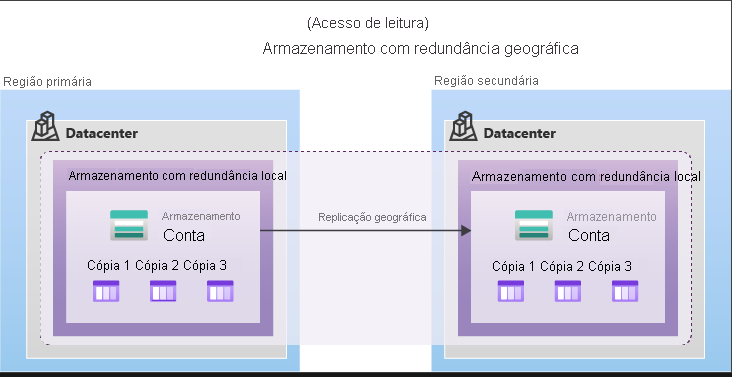 (Acesso de leitura)
Armazenamento com redundância geográfica
Região primária
Região secundária
Datacenter
Datacenter
Armazenamento com redundância local
Armazenamento com redundância local
Armazenamento
Conta
Replicação geográfica
Armazenamento
Conta
Cópia 1 Cópia 2 Cópia 3
Cópia 1 Cópia 2 Cópia 3